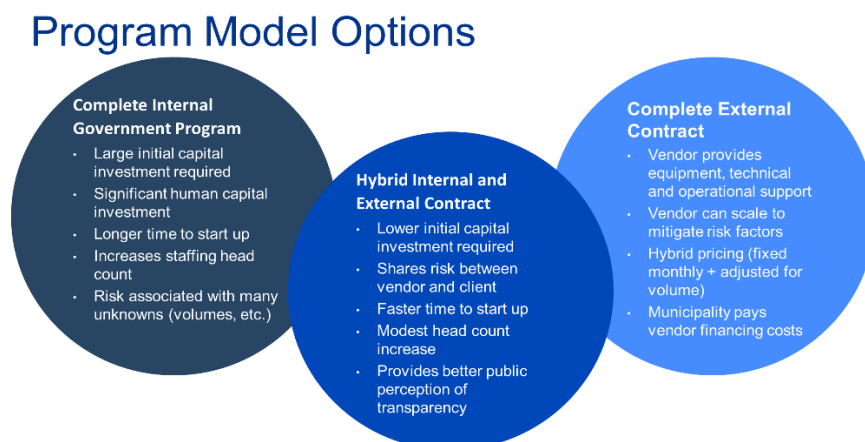 Program Model Options
Complete Internal
Government Program
• Large initial capital
investment required
• Significant human capital
investment
• Longer time to start up
• Increases staffing head
count
• Risk associated with many
unknowns (volumes, etc.)
Hybrid Internal and
External Contract
• Lower initial capital
investment required
• Shares risk between
vendor and client
• Faster time to start up
• Modest head count
increase
• Provides better public
perception of
transparency
Complete External
Contract
• Vendor provides
equipment, technical
and operational support
• Vendor can scale to
mitigate risk factors
• Hybrid pricing (fixed
monthly + adjusted for
volume)
• Municipality pays
vendor financing costs